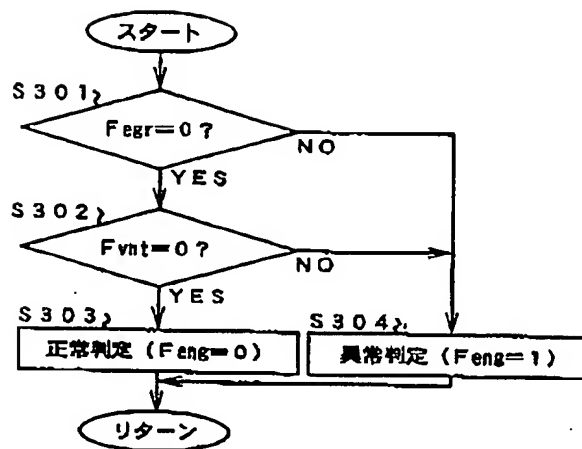 スタート
S301
Fegr=0?
NO
YES
S302
Fvnt=0?
NO
YES
S303
S304
正常判定(Feng=0)
異常判定(Feng=1)
リターン